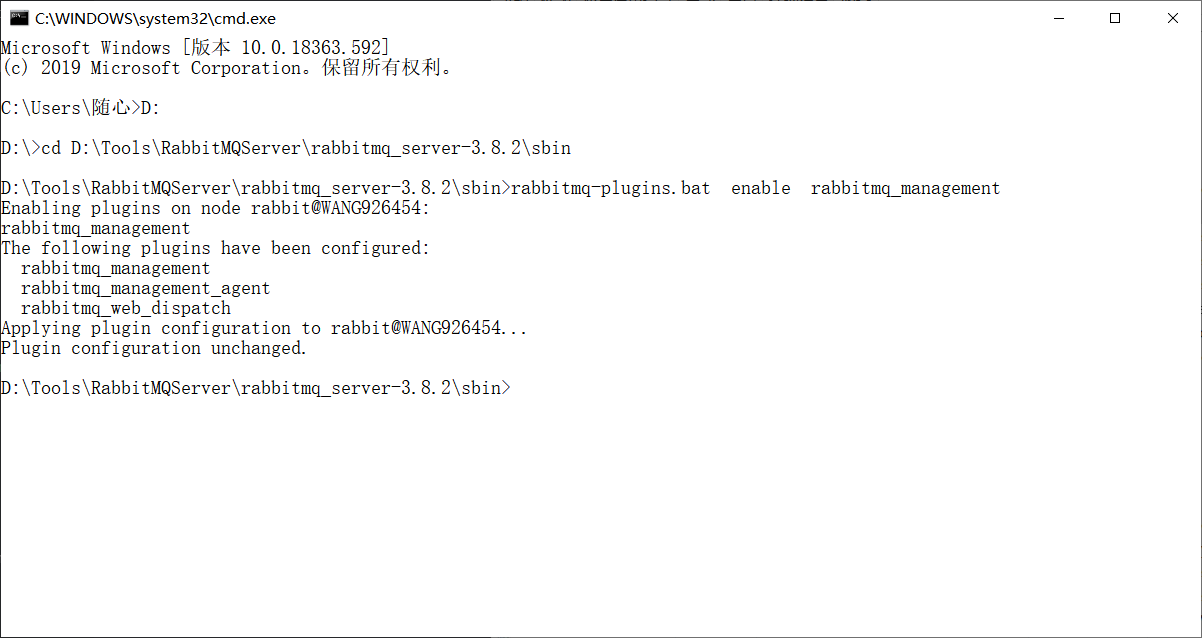 C:\WINDOWS\system32\cmd.exe
Microsoft Windows [版本 10.0.18363.592]
(c) 2019 Microsoft Corporation。保留所有权利。
C:\Users\随心>D:
D:\>cd D:\Tools\RabbitMQServer\rabbitmq_server-3.8.2\sbin
D:\Tools\RabbitMQServer\rabbitmq_server-3.8.2\sbin>rabbitmq-plugins.bat  enable  rabbitmq_management
Enabling plugins on node rabbit@WANG926454:
rabbitmq_management
The following plugins have been configured:
  rabbitmq_management
  rabbitmq_management_agent
  rabbitmq_web_dispatch
Applying plugin configuration to rabbit@WANG926454...
Plugin configuration unchanged.
D:\Tools\RabbitMQServer\rabbitmq_server-3.8.2\sbin>